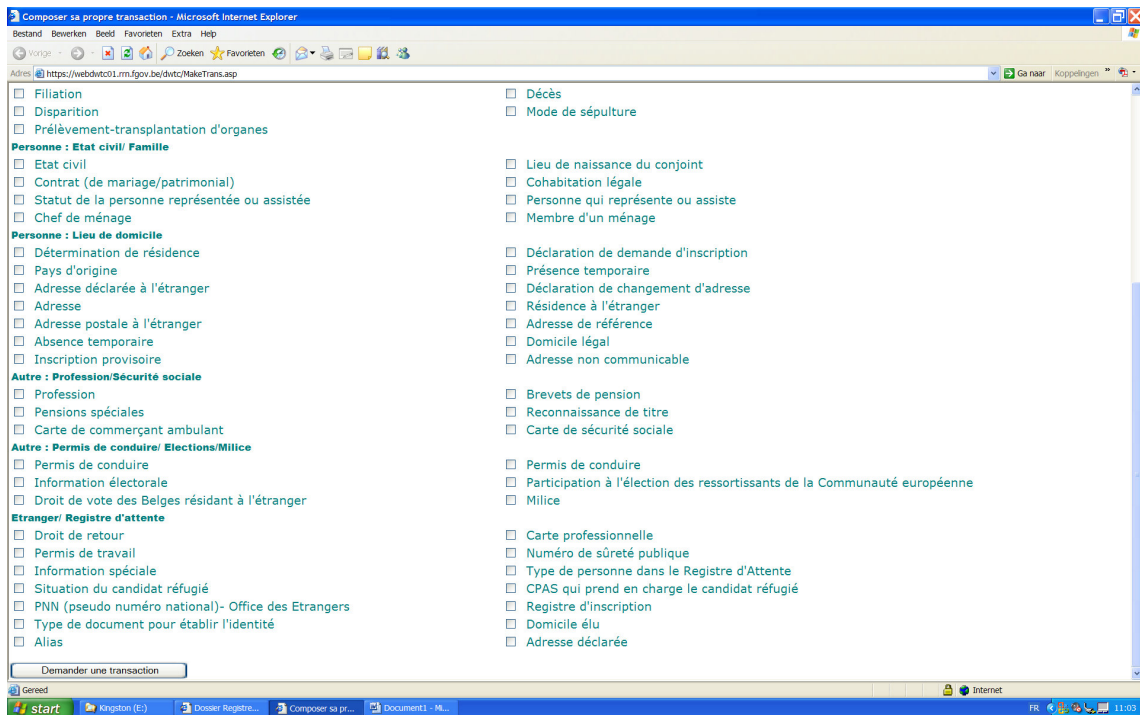 Composer sa propre transaction - Microsoft Internet Explorer
Bestand Bewerken Beeld Favorieten Extra Help
Vorige Zoeken Favorieten
Adres https://webdwtc01.rrn.fgov.be/dwtc/MakeTrans.asp Ga naar Koppelingen »
Filiation Décès
Disparition Mode de sépulture
Prélèvement-transplantation d'organes
Personne : Etat civil/ Famille
Etat civil Lieu de naissance du conjoint
Contrat (de mariage/patrimonial) Cohabitation légale
Statut de la personne représentée ou assistée Personne qui représente ou assiste
Chef de ménage Membre d'un ménage
Personne : Lieu de domicile
Détermination de résidence Déclaration de demande d'inscription
Pays d'origine Présence temporaire
Adresse déclarée à l'étranger Déclaration de changement d'adresse
Adresse Résidence à l'étranger
Adresse postale à l'étranger Adresse de référence
Absence temporaire Domicile légal
Inscription provisoire Adresse non communicable
Autre : Profession/Sécurité sociale
Profession Brevets de pension
Pensions spéciales Reconnaissance de titre
Carte de commerçant ambulant Carte de sécurité sociale
Autre : Permis de conduire/ Elections/Milice
Permis de conduire Permis de conduire
Information électorale Participation à l'élection des ressortissants de la Communauté européenne
Droit de vote des Belges résidant à l'étranger Milice
Etranger/ Registre d'attente
Droit de retour Carte professionnelle
Permis de travail Numéro de sûreté publique
Information spéciale Type de personne dans le Registre d'Attente
Situation du candidat réfugié CPAS qui prend en charge le candidat réfugié
PNN (pseudo numéro national)- Office des Etrangers Registre d'inscription
Type de document pour établir l'identité Domicile élu
Alias Adresse déclarée
Demander une transaction
Gereed Internet
start Kingston (E:) Dossier Registre... Composer sa pr... Document1 - Mi... FR 11:03